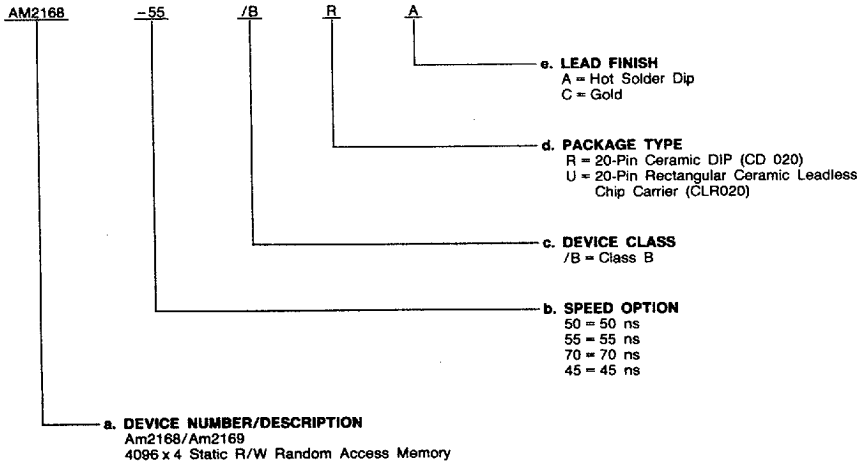 AM2168 -55 /B R A
e. LEAD FINISH
A = Hot Solder Dip
C = Gold
d. PACKAGE TYPE
R = 20-Pin Ceramic DIP (CD 020)
U = 20-Pin Rectangular Ceramic Leadless
Chip Carrier (CLR020)
c. DEVICE CLASS
/B = Class B
b. SPEED OPTION
50 = 50 ns
55 = 55 ns
70 = 70 ns
45 = 45 ns
a. DEVICE NUMBER/DESCRIPTION
Am2168/Am2169
4096 x 4 Static R/W Random Access Memory